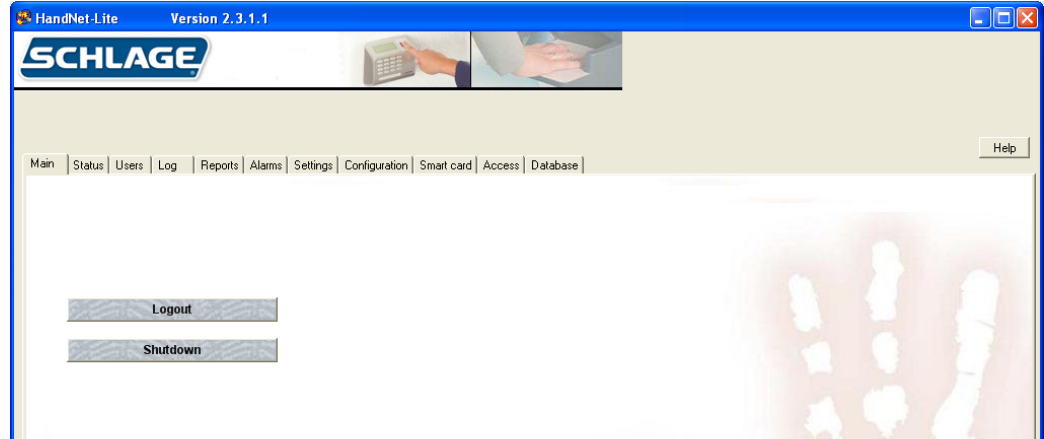 HandNet-Lite Version 2.3.1.1
SCHLAGE
Help
Main Status Users Log Reports Alarms Settings Configuration Smart card Access Database
Logout
Shutdown